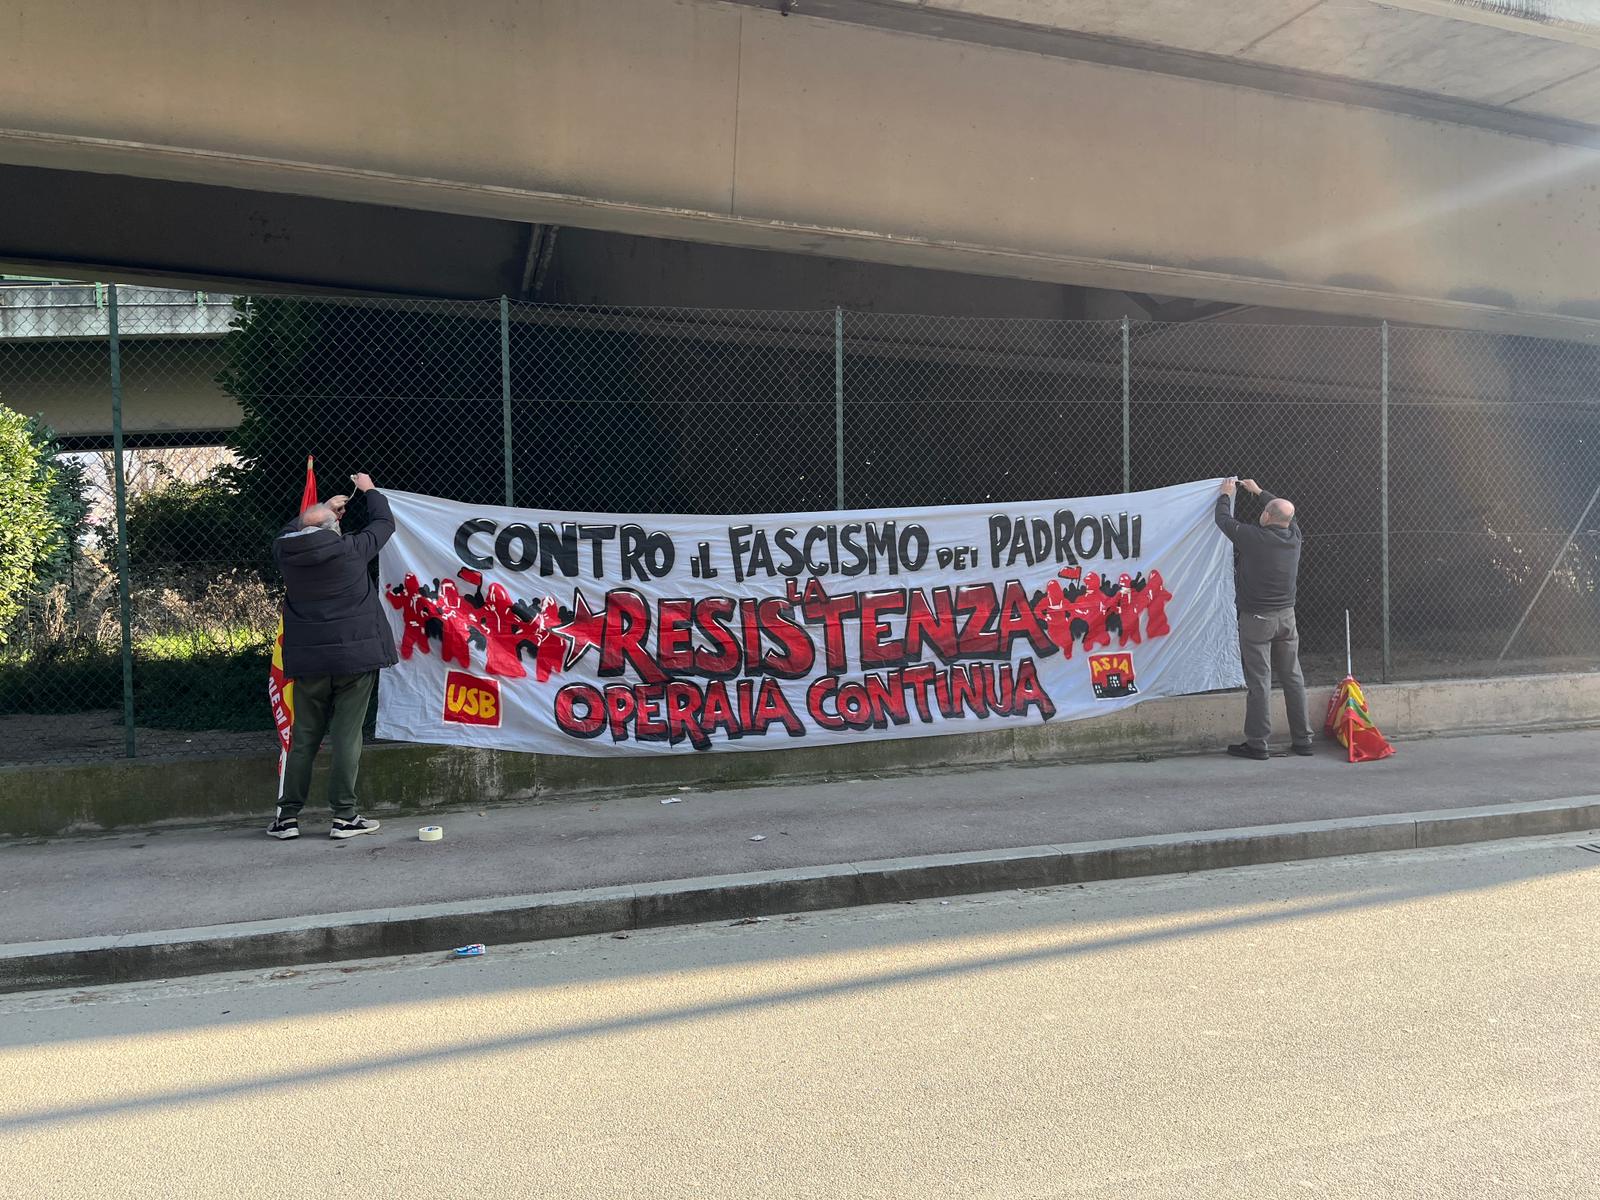 CONTRO IL FASCISMO DEI PADRONI
LA
RESISTENZA
OPERAIA CONTINUA
USB
ASIA